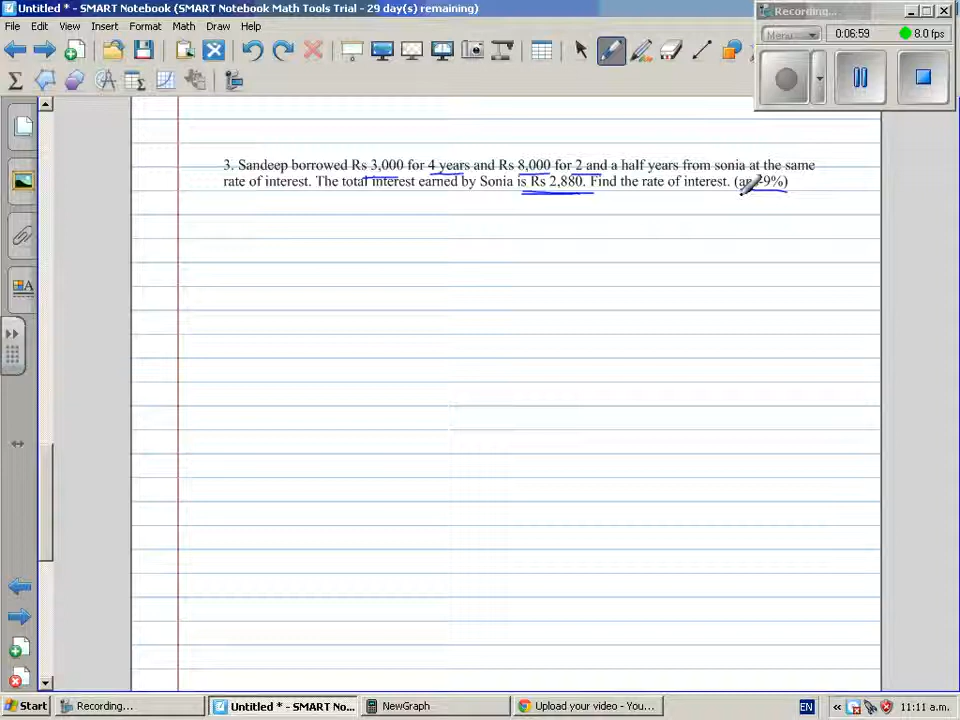 Untitled * - SMART Notebook (SMART Notebook Math Tools Trial - 29 day(s) remaining)
Recording...
File Edit View Insert Format Math Draw Help
Menu 0:06:59 8.0 fps
3. Sandeep borrowed Rs 3,000 for 4 years and Rs 8,000 for 2 and a half years from sonia at the same
rate of interest. The total interest earned by Sonia is Rs 2,880. Find the rate of interest. (an 9%)
Start Recording... Untitled * - SMART No... NewGraph Upload your video - You... EN « 11:11 a.m.